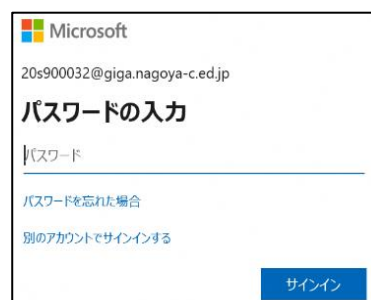 Microsoft
20s900032@giga.nagoya-c.ed.jp
パスワードの入力
パスワード
パスワードを忘れた場合
別のアカウントでサインインする
サインイン